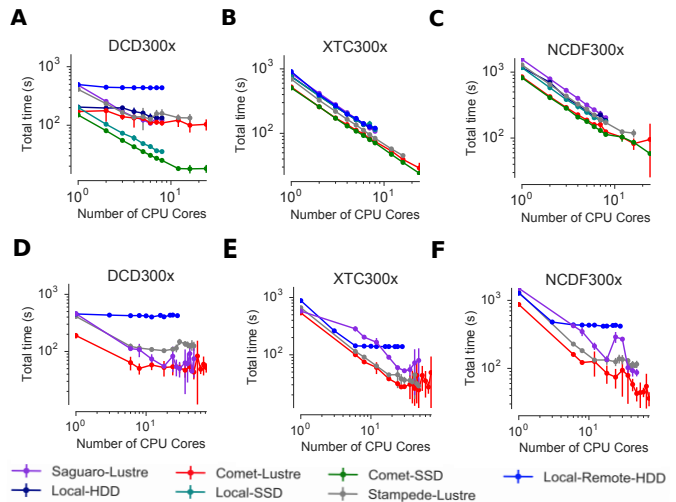 A
DCD300x
Total time (s)
10³
10²
10⁰
10¹
Number of CPU Cores
B
XTC300x
Total time (s)
10³
10²
10⁰
10¹
Number of CPU Cores
C
NCDF300x
Total time (s)
10³
10²
10⁰
10¹
Number of CPU Cores
D
DCD300x
Total time (s)
10³
10²
10⁰
10¹
Number of CPU Cores
E
XTC300x
Total time (s)
10³
10²
10⁰
10¹
Number of CPU Cores
F
NCDF300x
Total time (s)
10³
10²
10⁰
10¹
Number of CPU Cores
Saguaro-Lustre
Comet-Lustre
Comet-SSD
Local-Remote-HDD
Local-HDD
Local-SSD
Stampede-Lustre